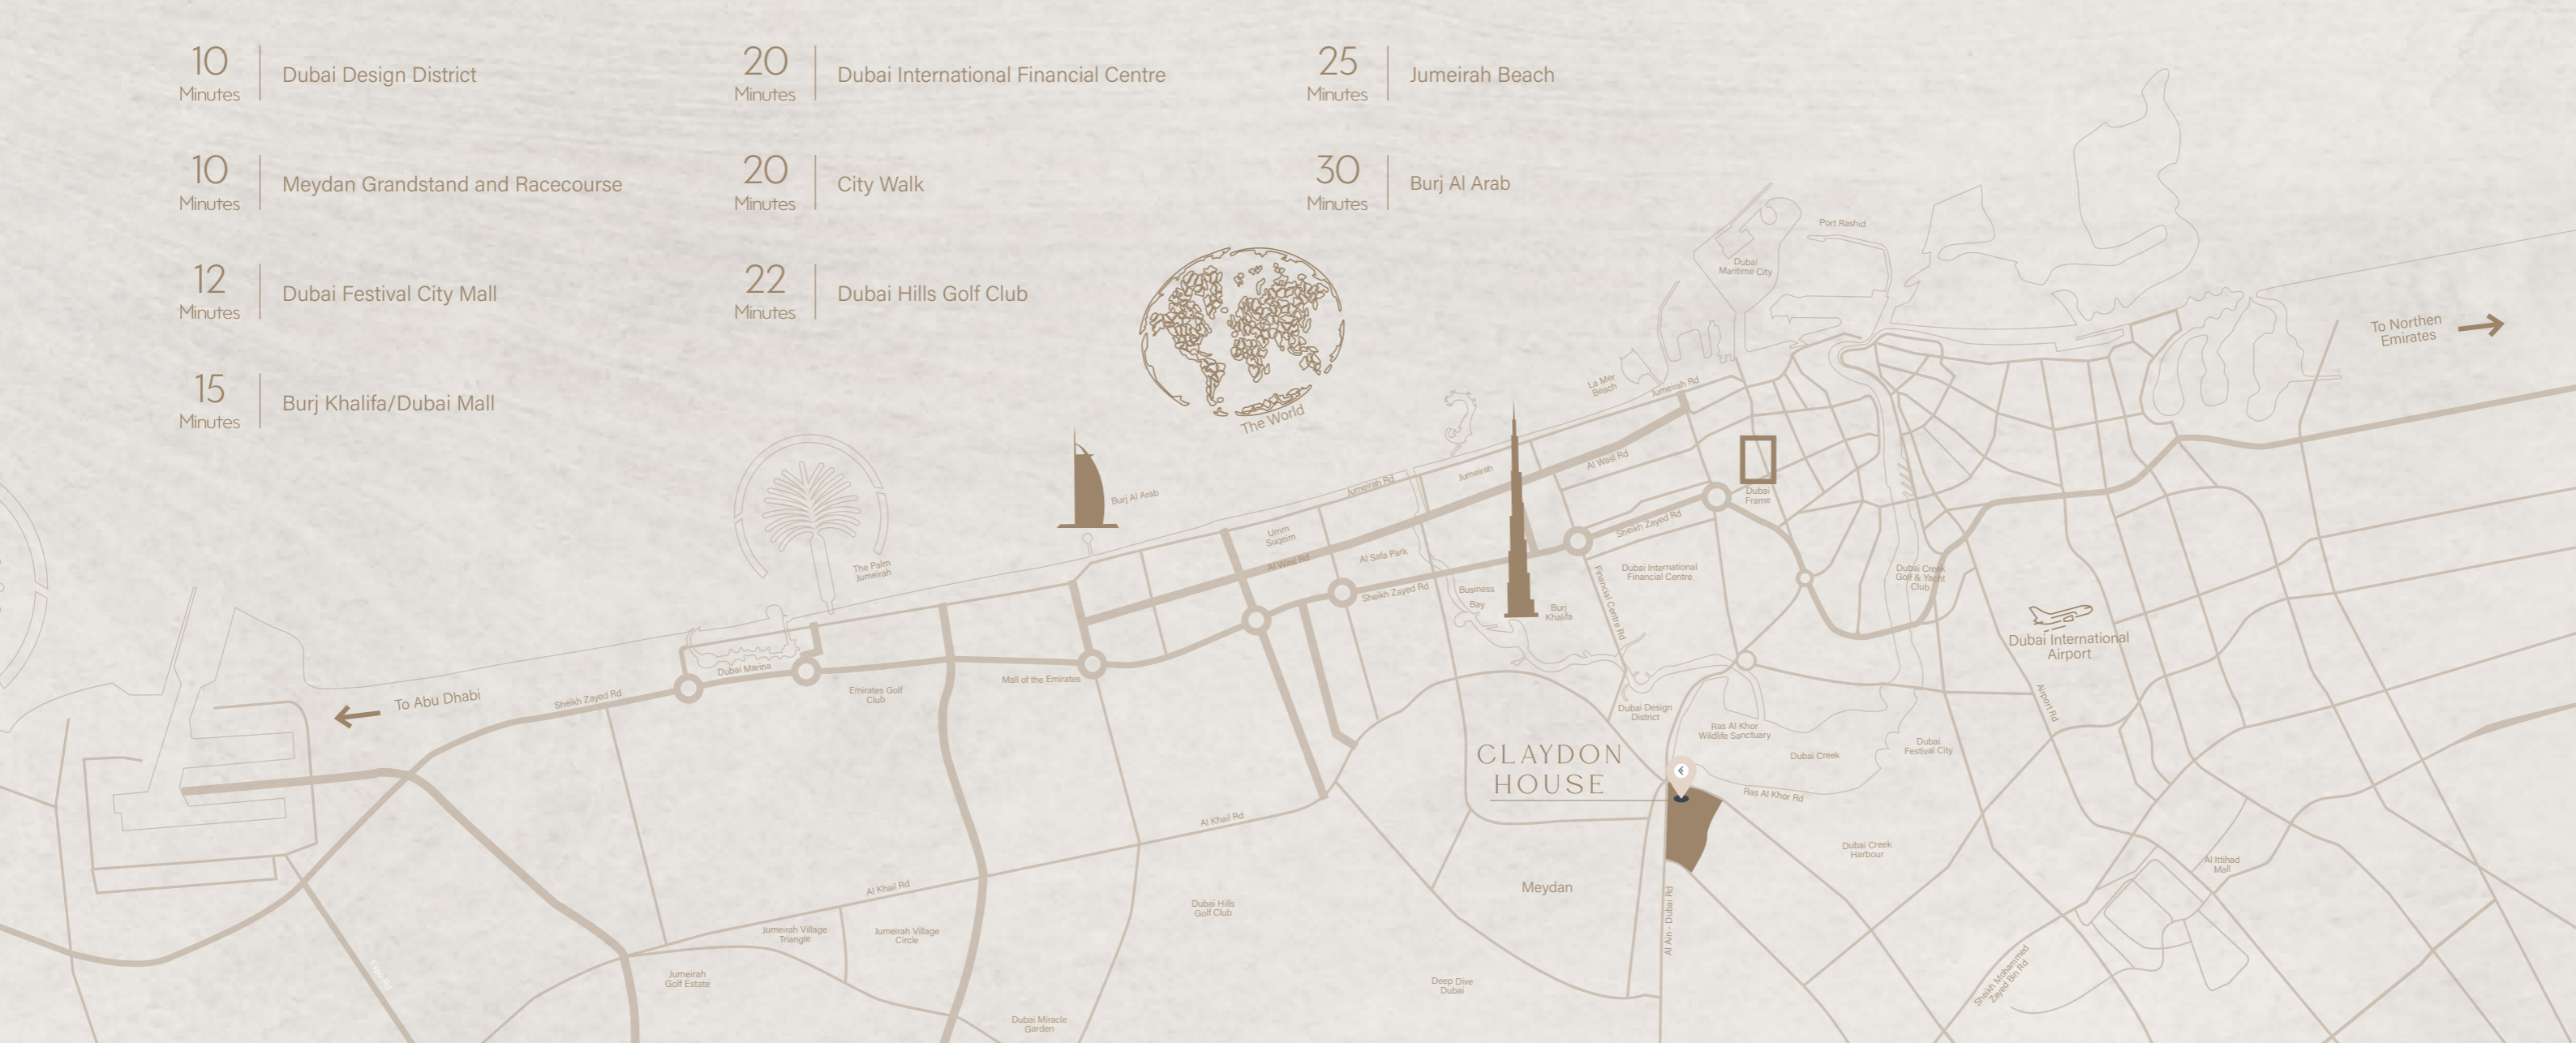 10
Minutes
Dubai Design District
10
Minutes
Meydan Grandstand and Racecourse
12
Minutes
Dubai Festival City Mall
15
Minutes
Burj Khalifa/Dubai Mall
20
Minutes
Dubai International Financial Centre
20
Minutes
City Walk
22
Minutes
Dubai Hills Golf Club
25
Minutes
Jumeirah Beach
30
Minutes
Burj Al Arab
Port Rashid
Dubai
Maritime City
To Northen
Emirates
The World
La Mer
Beach
Jumeirah Rd
Burj Al Arab
Jumeirah Rd
Jumeirah
Al Wasl Rd
Dubai
Frame
The Palm
Jumeirah
Umm
Suqeim
Al Wasl Rd
Al Safa Park
Sheikh Zayed Rd
Sheikh Zayed Rd
Business
Bay
Burj
Khalifa
Financial Centre Rd
Dubai International
Financial Centre
Dubai Creek
Golf & Yacht
Club
Dubai International
Airport
Airport Rd
To Abu Dhabi
Sheikh Zayed Rd
Dubai Marina
Emirates Golf
Club
Mall of the Emirates
Dubai Design
District
Ras Al Khor
Wildlife Sanctuary
Dubai Creek
Dubai
Festival City
CLAYDON
HOUSE
Ras Al Khor Rd
Al Khail Rd
Al Khail Rd
Dubai Creek
Harbour
Al Ittihad
Mall
Meydan
Al Ain - Dubai Rd
Dubai Hills
Golf Club
Jumeirah Village
Triangle
Jumeirah Village
Circle
Jumeirah
Golf Estate
Expo Rd
Deep Dive
Dubai
Dubai Miracle
Garden
Sheikh Mohammed
Zayed Bin Rd